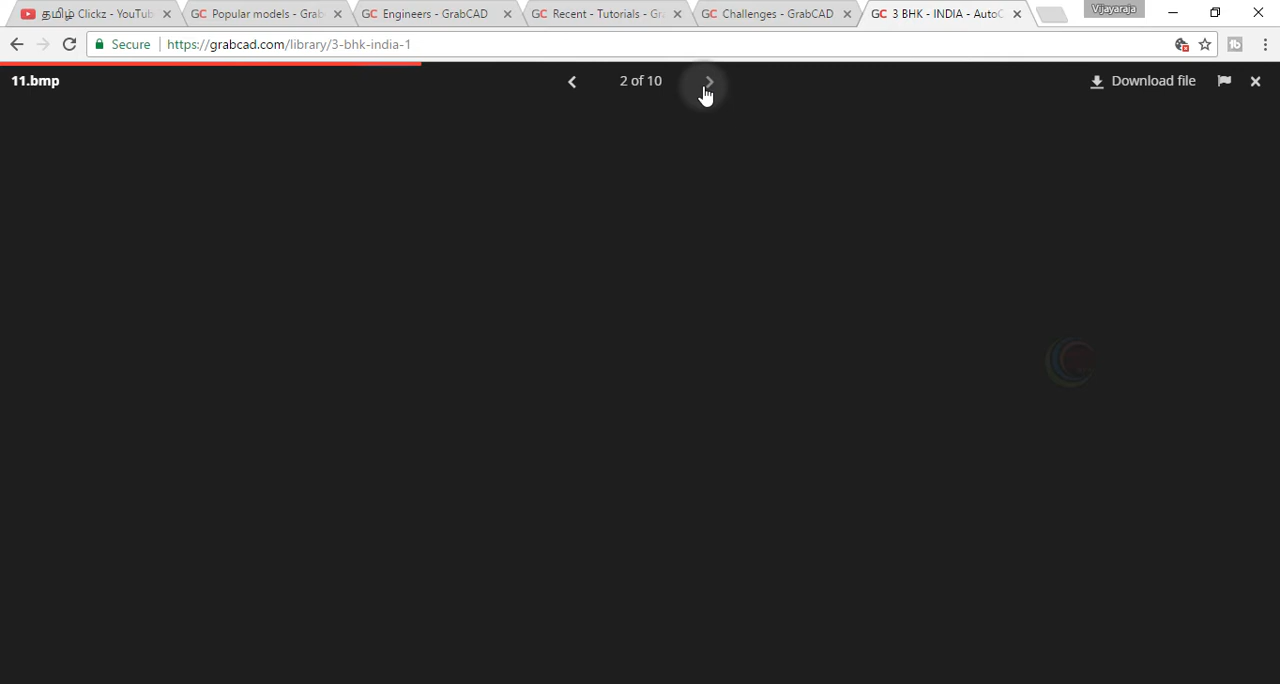 தமிழ் Clickz - YouTub
GC Popular models - Grab
GC Engineers - GrabCAD
GC Recent - Tutorials - Gr
GC Challenges - GrabCAD
GC 3 BHK - INDIA - AutoC
Vijayaraja
Secure
https://grabcad.com/library/3-bhk-india-1
11.bmp
2 of 10
Download file